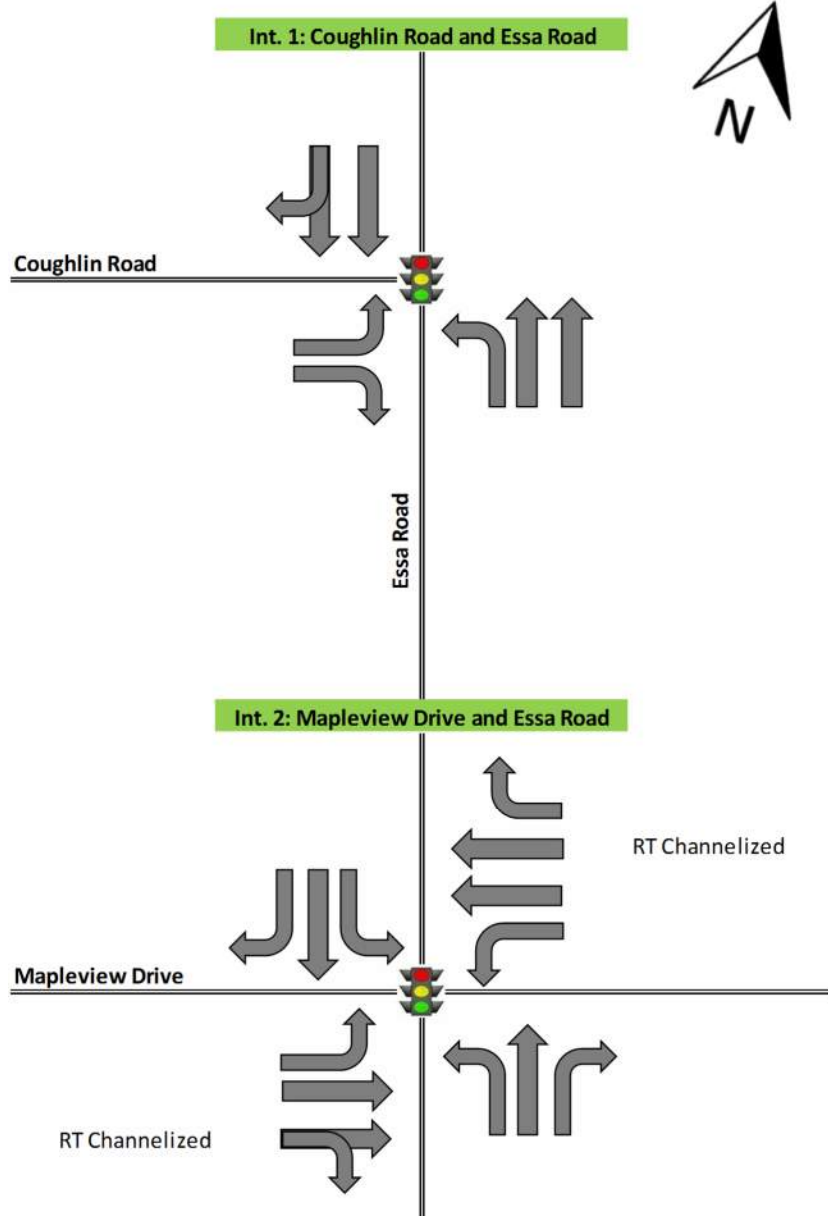 Int. 1: Coughlin Road and Essa Road
N
Coughlin Road
Essa Road
Int. 2: Mapleview Drive and Essa Road
RT Channelized
Mapleview Drive
RT Channelized